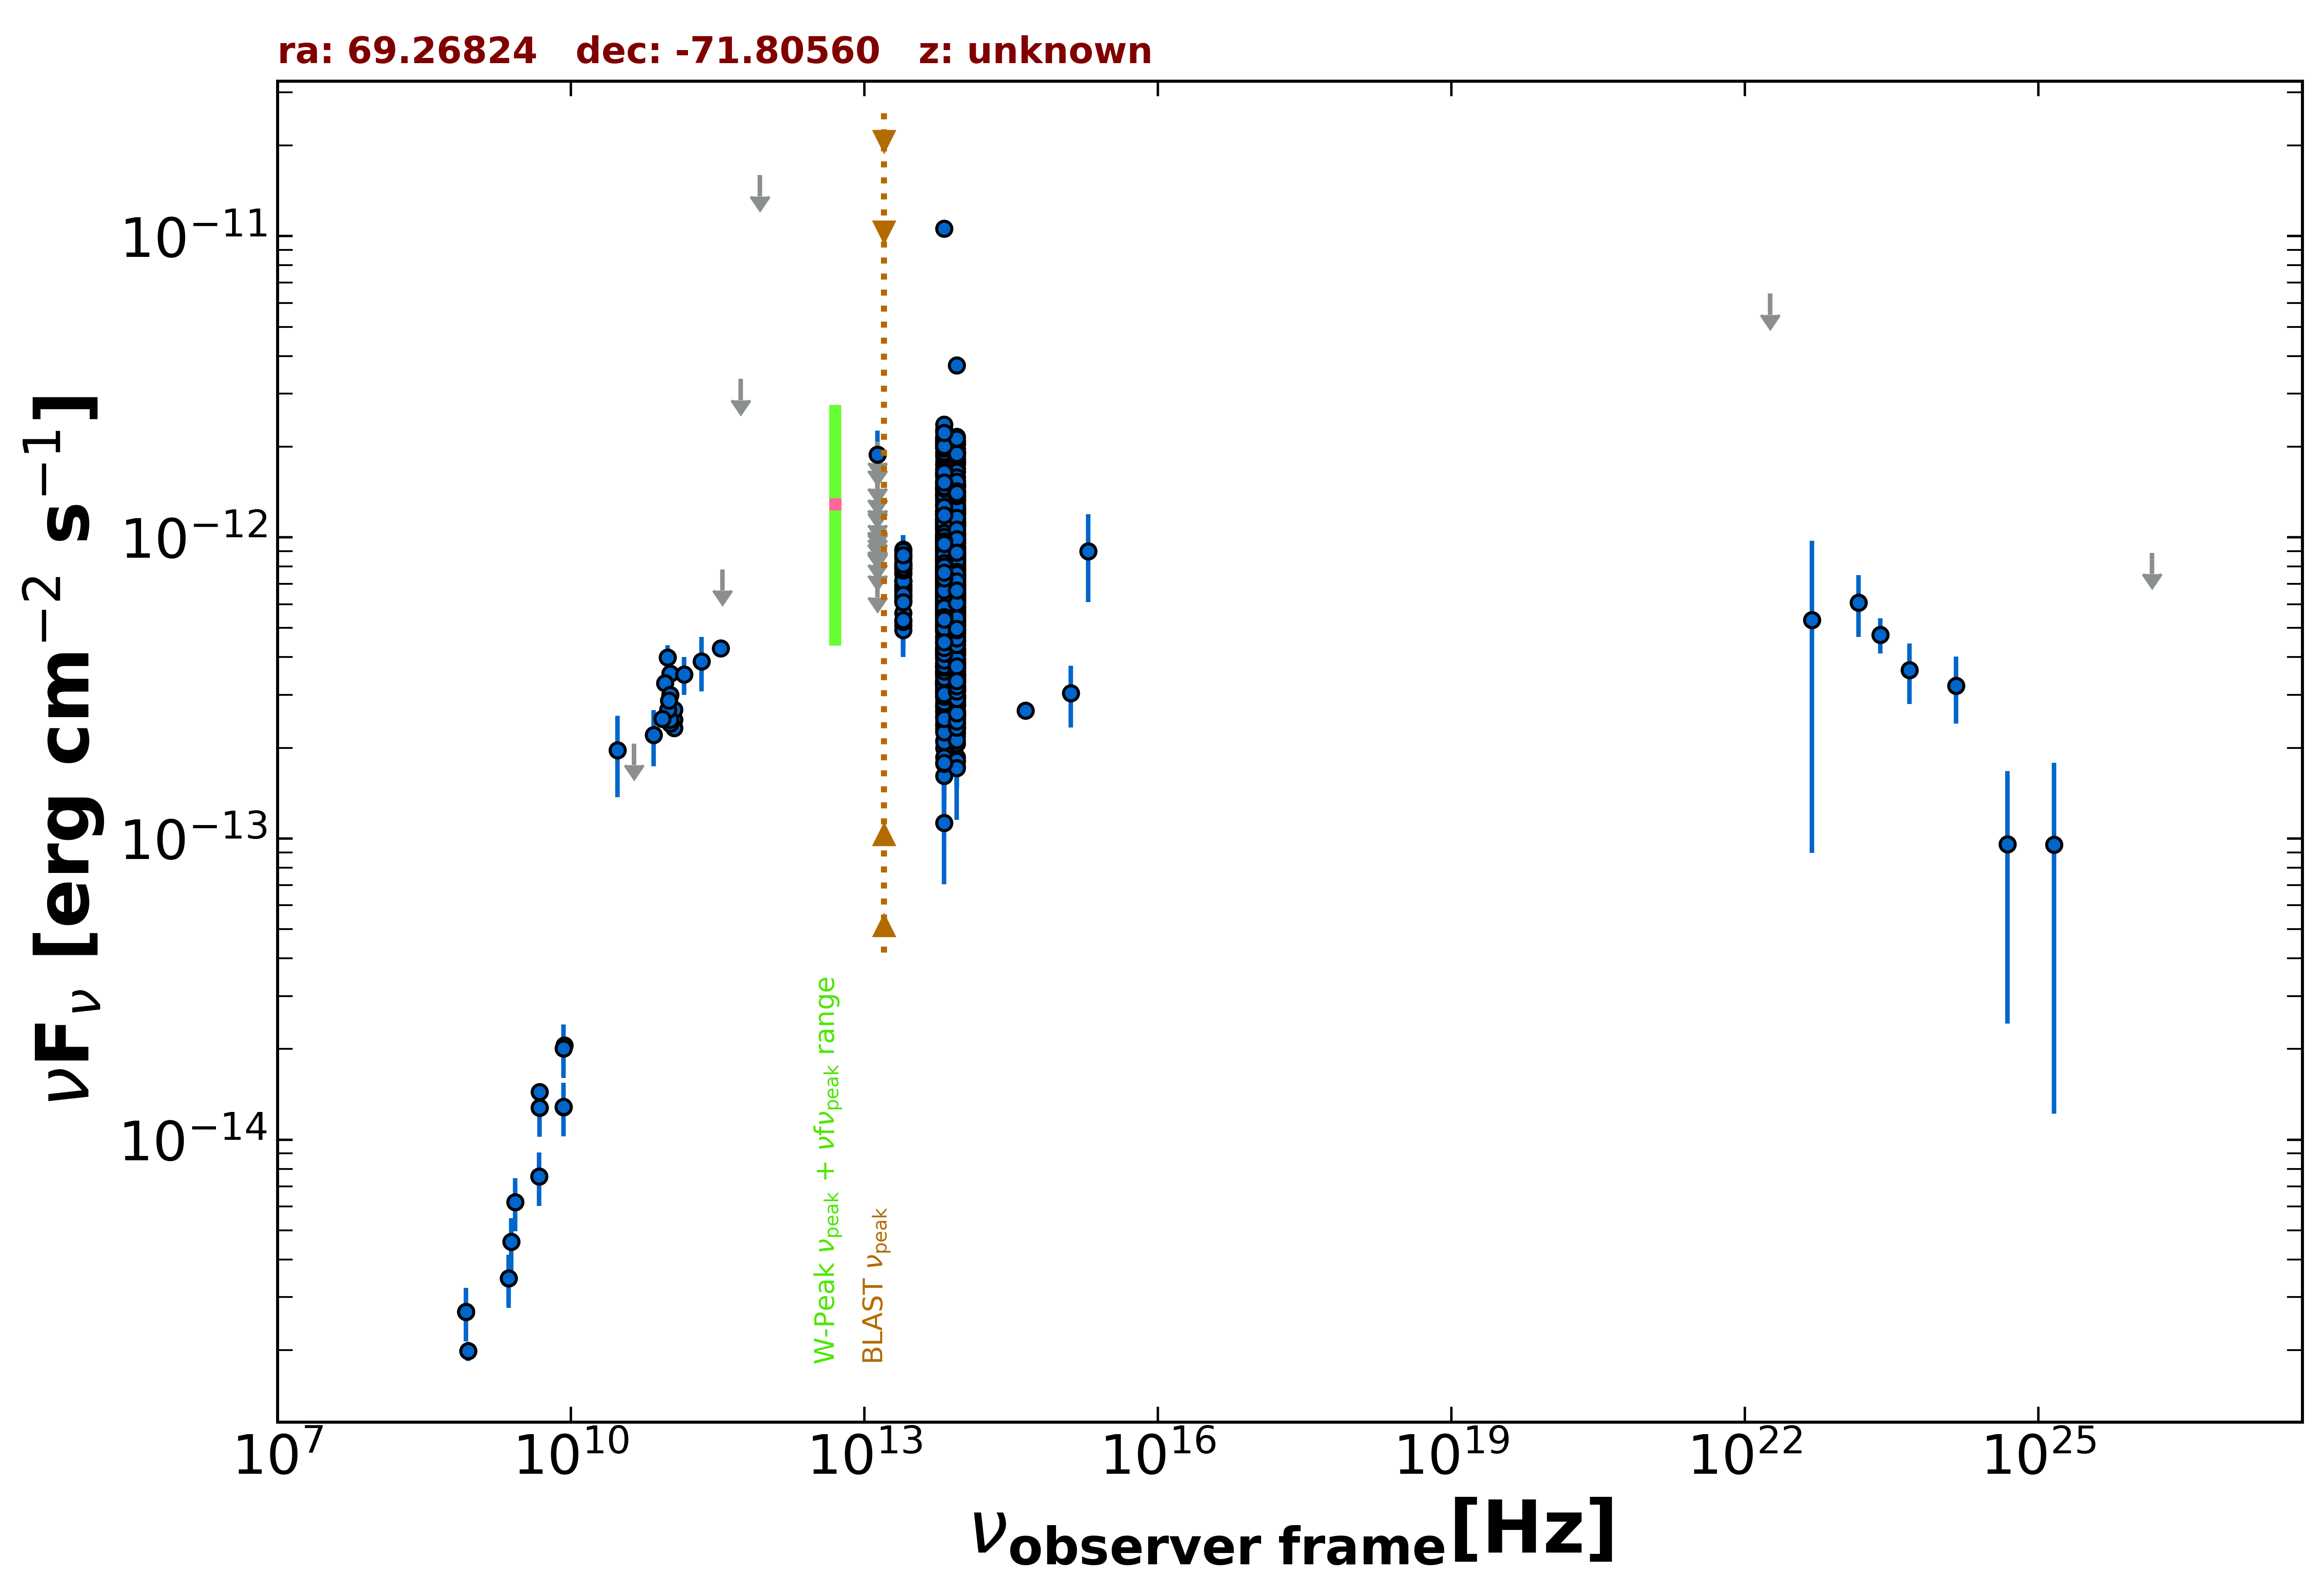 ra: 69.26824 dec: -71.80560 z: unknown
νFν [erg cm⁻² s⁻¹]
10⁻¹¹
10⁻¹²
10⁻¹³
10⁻¹⁴
W-Peak νpeak + νfνpeak range
BLAST νpeak
10⁷ 10¹⁰ 10¹³ 10¹⁶ 10¹⁹ 10²² 10²⁵
νobserver frame[Hz]